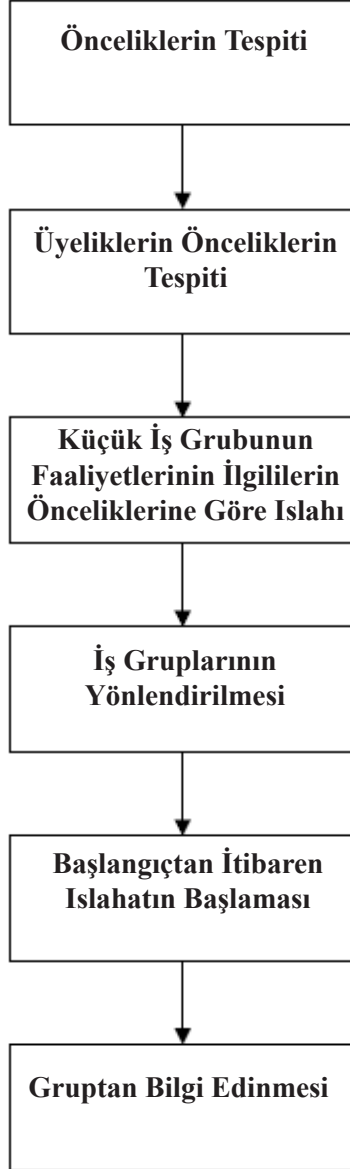 Önceliklerin Tespiti
Üyeliklerin Önceliklerin
Tespiti
Küçük İş Grubunun
Faaliyetlerinin İlgililerin
Önceliklerine Göre Islahı
İş Gruplarının
Yönlendirilmesi
Başlangıçtan İtibaren
Islahatın Başlaması
Gruptan Bilgi Edinmesi